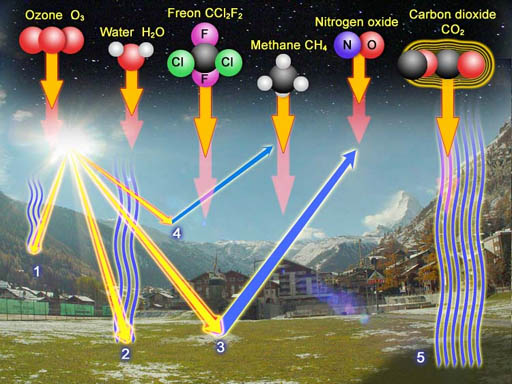 Ozone O₃
Water H₂O
Freon CCl₂F₂
Methane CH₄
Nitrogen oxide
Carbon dioxide
CO₂
F
Cl
Cl
F
N O
1
2
3
4
5